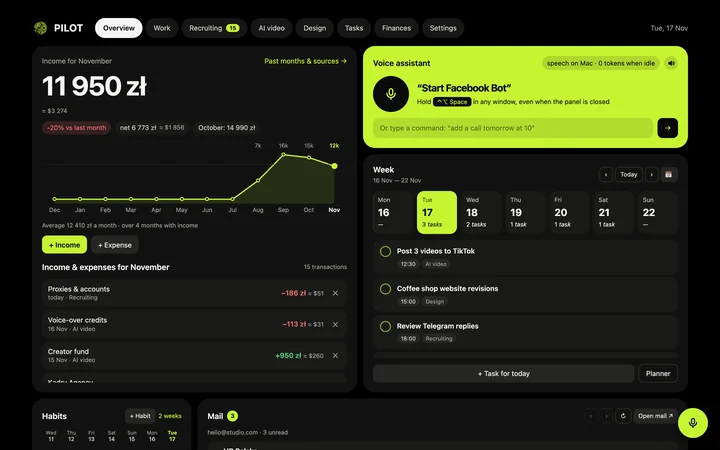 PILOT
Overview
Work
Recruiting 15
AI video
Design
Tasks
Finances
Settings
Tue, 17 Nov
Income for November
Past months & sources →
11 950 zł
≈ $3 274
-20% vs last month
net 6 773 zł ≈ $1 856
October: 14 990 zł
7k 16k 15k 12k
Dec Jan Feb Mar Apr May Jun Jul Aug Sep Oct Nov
Average 12 410 zł a month · over 4 months with income
+ Income
+ Expense
Income & expenses for November
15 transactions
Proxies & accounts
today · Recruiting
−186 zł ≈ $51 ×
Voice-over credits
16 Nov · AI video
−113 zł ≈ $31 ×
Creator fund
15 Nov · AI video
+950 zł ≈ $260 ×
Voice assistant
speech on Mac · 0 tokens when idle
“Start Facebook Bot”
Hold ⌃⌥ Space in any window, even when the panel is closed
Or type a command: "add a call tomorrow at 10"
→
Week
16 Nov — 22 Nov
‹ Today ›
Mon Tue Wed Thu Fri Sat Sun
16 17 18 19 20 21 22
— 3 tasks 2 tasks 1 task 1 task 1 task —
Post 3 videos to TikTok
12:30 AI video
Coffee shop website revisions
15:00 Design
Review Telegram replies
18:00 Recruiting
+ Task for today
Planner
Habits
+ Habit
2 weeks
Wed Thu Fri Sat Sun Mon Tue
11 12 13 14 15 16 17
Mail 3
‹ › ↻ Open mail ↗
hello@studio.com · 3 unread